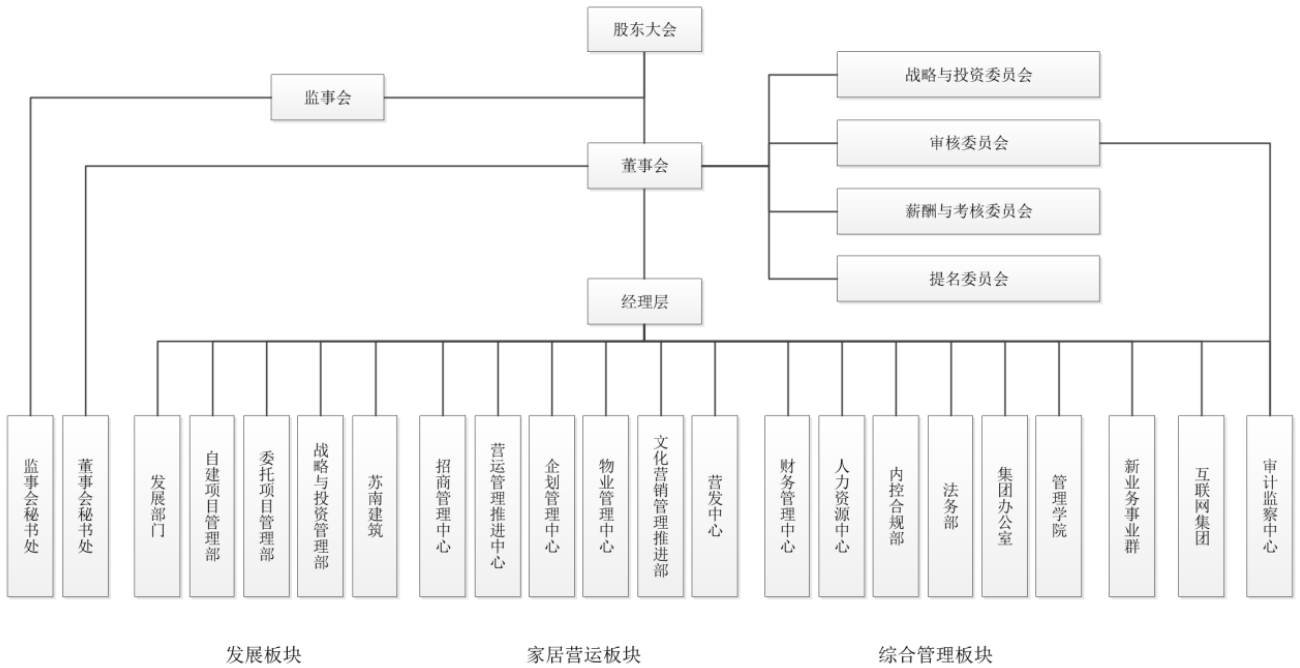 股东大会
监事会
战略与投资委员会
审核委员会
董事会
薪酬与考核委员会
提名委员会
经理层
监事会秘书处
董事会秘书处
发展部门
自建项目管理部
委托项目管理部
战略与投资管理部
苏南建筑
招商管理中心
营运管理推进中心
企划管理中心
物业管理中心
文化营销管理推进部
营发中心
财务管理中心
人力资源中心
内控合规部
法务部
集团办公室
管理学院
新业务事业群
互联网集团
审计监察中心
发展板块
家居营运板块
综合管理板块